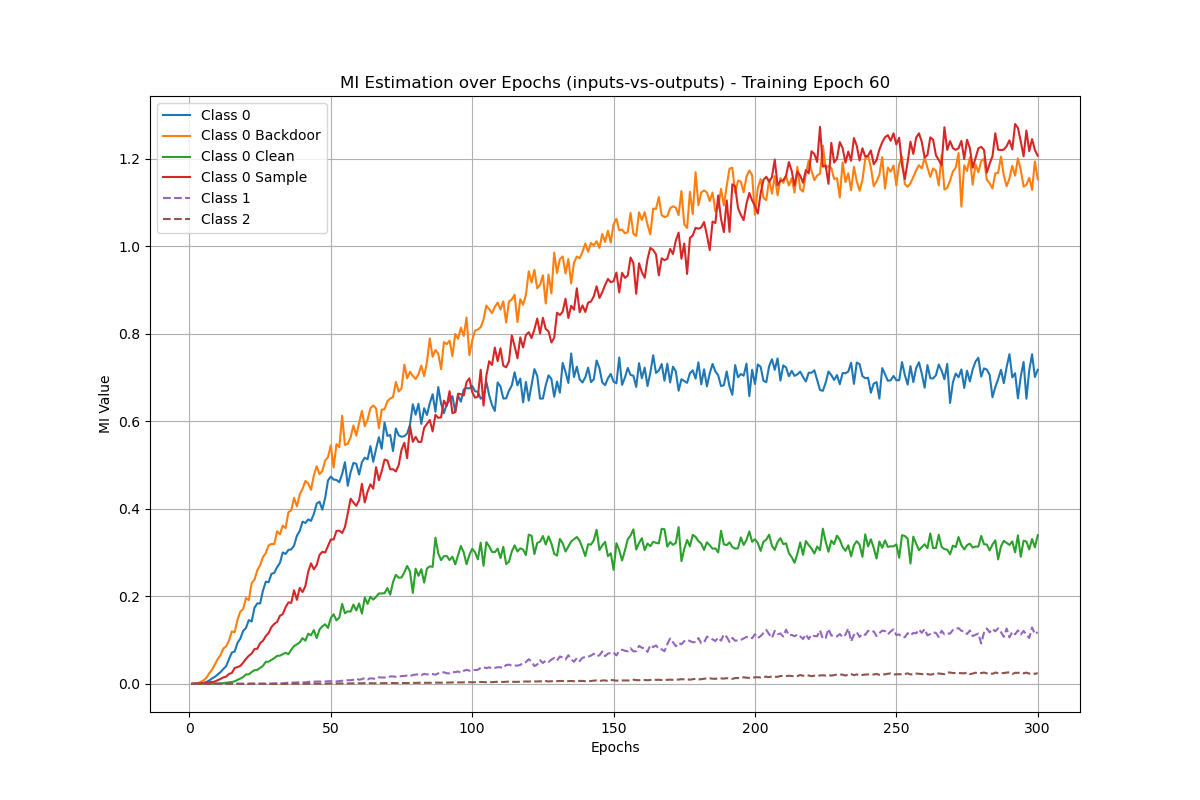 MI Estimation over Epochs (inputs-vs-outputs) - Training Epoch 60
Class 0
Class 0 Backdoor
Class 0 Clean
Class 0 Sample
Class 1
Class 2
MI Value
1.2
1.0
0.8
0.6
0.4
0.2
0.0
0
50
100
150
200
250
300
Epochs